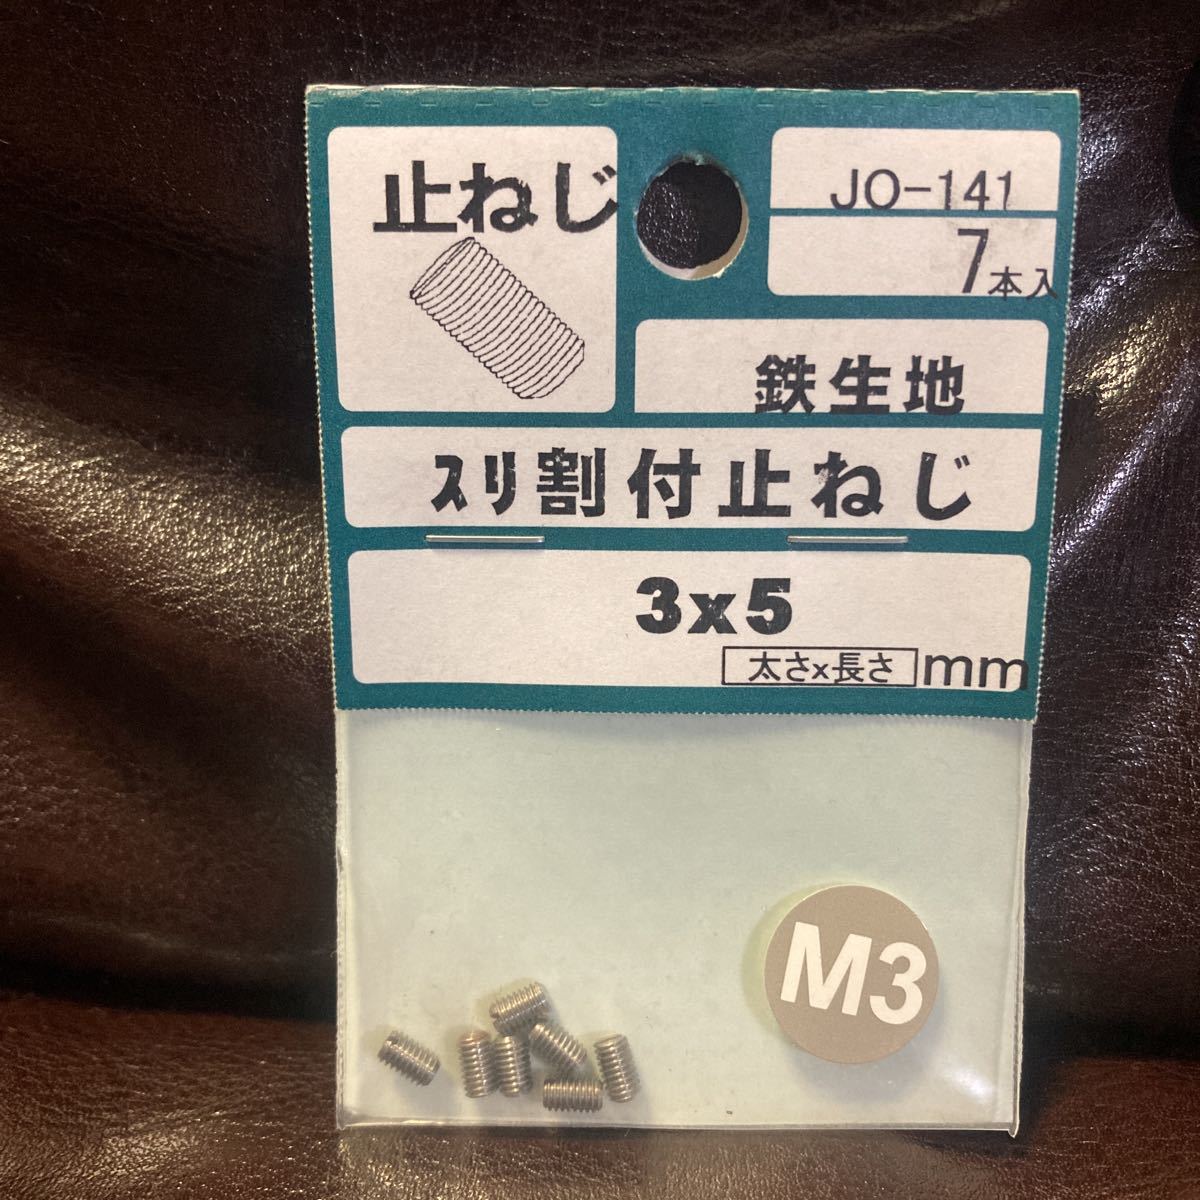 止ねじ
JO-141
7本入
鉄生地
ｽﾘ割付止ねじ
3x5
太さx長さ mm
M3